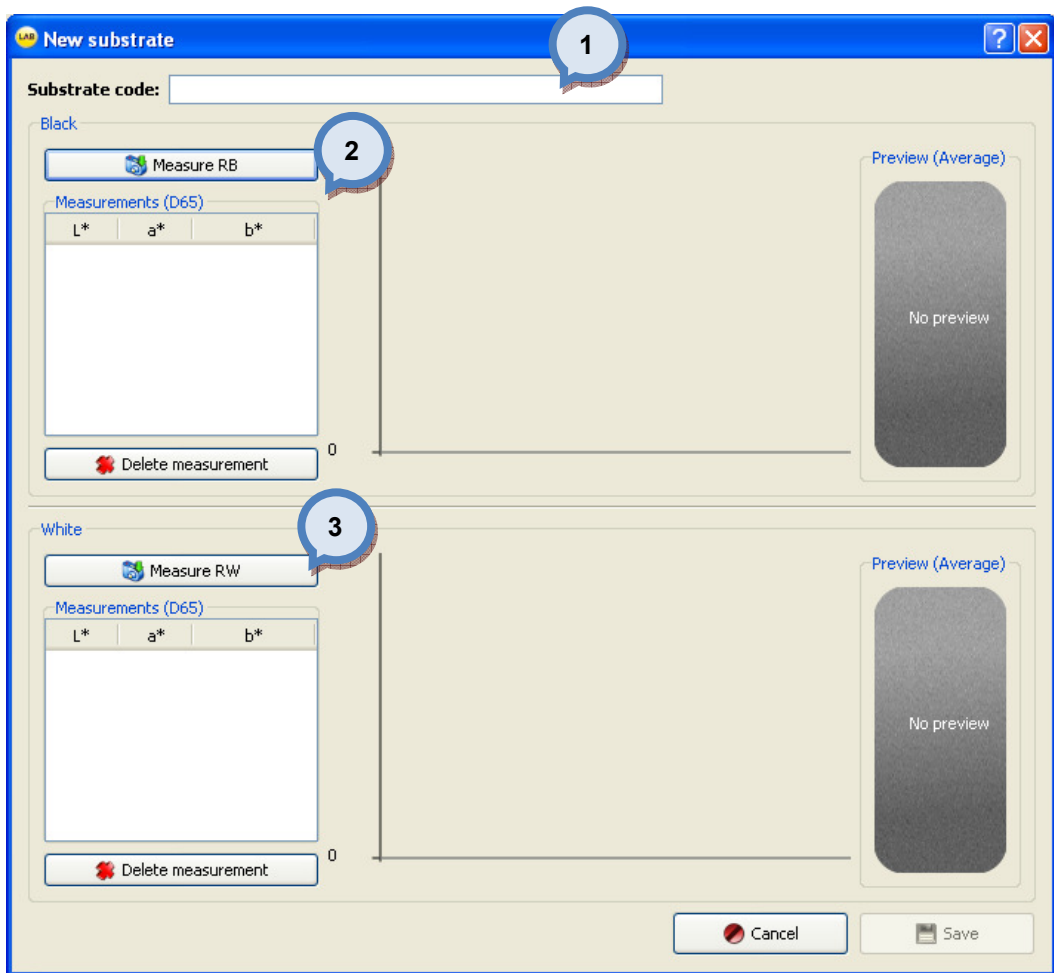 LAB New substrate
1
Substrate code:
Black
Measure RB
2
Measurements (D65)
L* a* b*
0
Delete measurement
Preview (Average)
No preview
White
Measure RW
3
Measurements (D65)
L* a* b*
0
Delete measurement
Preview (Average)
No preview
Cancel
Save